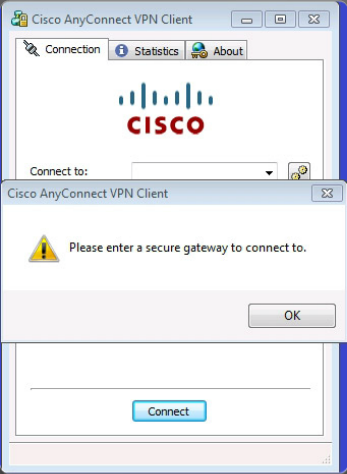 Cisco AnyConnect VPN Client
Connection Statistics About
CISCO
Connect to:
Cisco AnyConnect VPN Client
Please enter a secure gateway to connect to.
OK
Connect